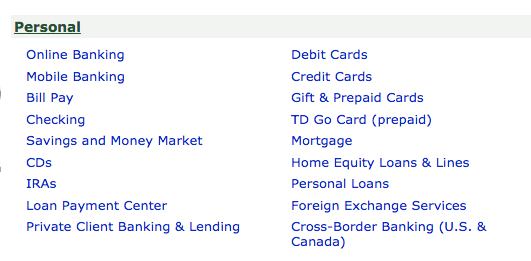 Personal
Online Banking
Mobile Banking
Bill Pay
Checking
Savings and Money Market
CDs
IRAs
Loan Payment Center
Private Client Banking & Lending
Debit Cards
Credit Cards
Gift & Prepaid Cards
TD Go Card (prepaid)
Mortgage
Home Equity Loans & Lines
Personal Loans
Foreign Exchange Services
Cross-Border Banking (U.S. &
Canada)